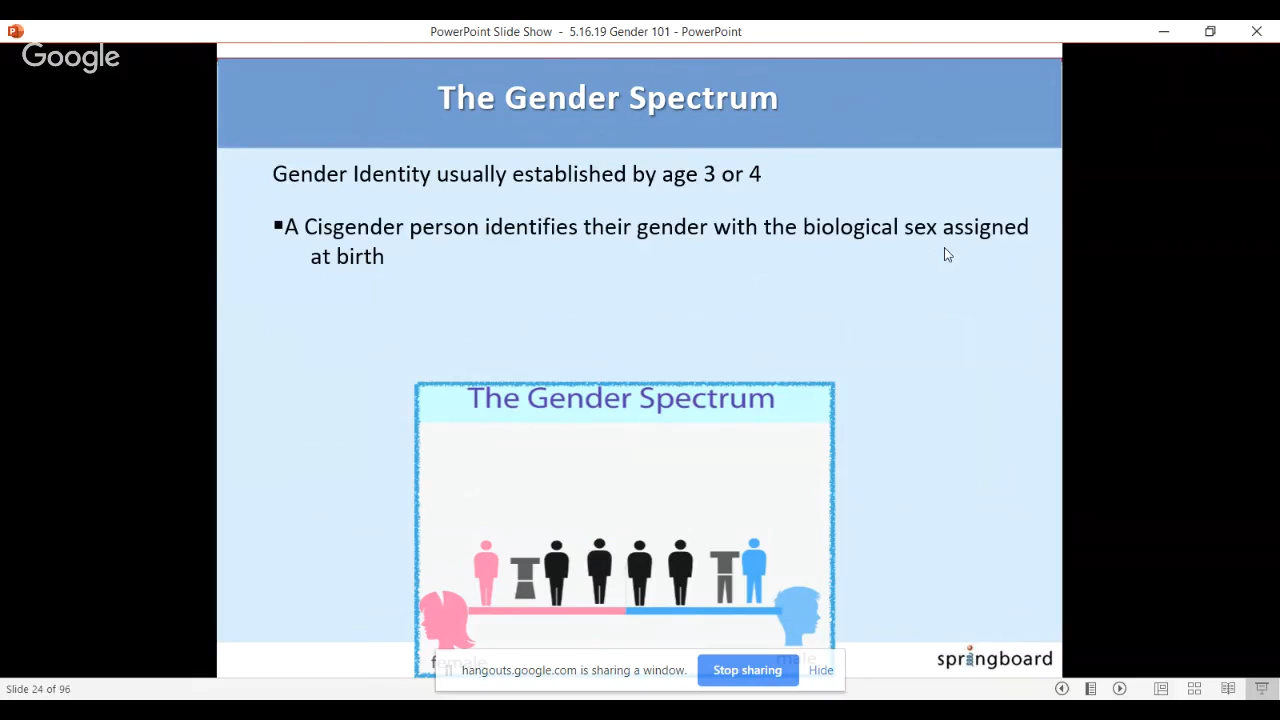 PowerPoint Slide Show - 5.16.19 Gender 101 - PowerPoint
Google
The Gender Spectrum
Gender Identity usually established by age 3 or 4
▪A Cisgender person identifies their gender with the biological sex assigned
at birth
The Gender Spectrum
female
male
hangouts.google.com is sharing a window.
Stop sharing
Hide
springboard
Slide 24 of 96